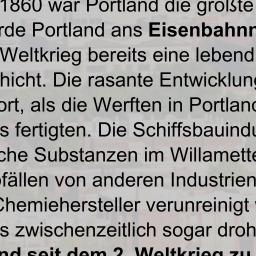 1860 war Portland die größte
rde Portland ans Eisenbahnn
Weltkrieg bereits eine lebend
hicht. Die rasante Entwicklun
ort, als die Werften in Portland
s fertigten. Die Schiffsbauindu
che Substanzen im Willamette
fällen von anderen Industrien
Chemiehersteller verunreinigt
s zwischenzeitlich sogar droh
nd seit dem 2. Weltkrieg zu